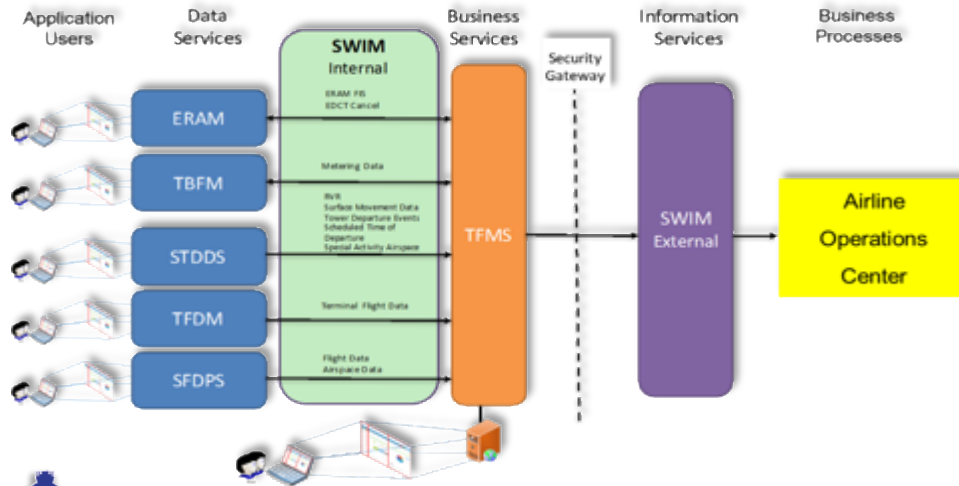 Application
Users
Data
Services
SWIM
Internal
Business
Services
Security
Gateway
Information
Services
Business
Processes
ERAM
ERAM FIS
EDCT Cancel
TBFM
Metering Data
RVR
Surface Movement Data
Tower Departure Events
Scheduled Time of
Departure
Special Activity Airspace
STDDS
TFDM
Terminal Flight Data
SFDPS
Flight Data
Airspace Data
TFMS
SWIM
External
Airline
Operations
Center